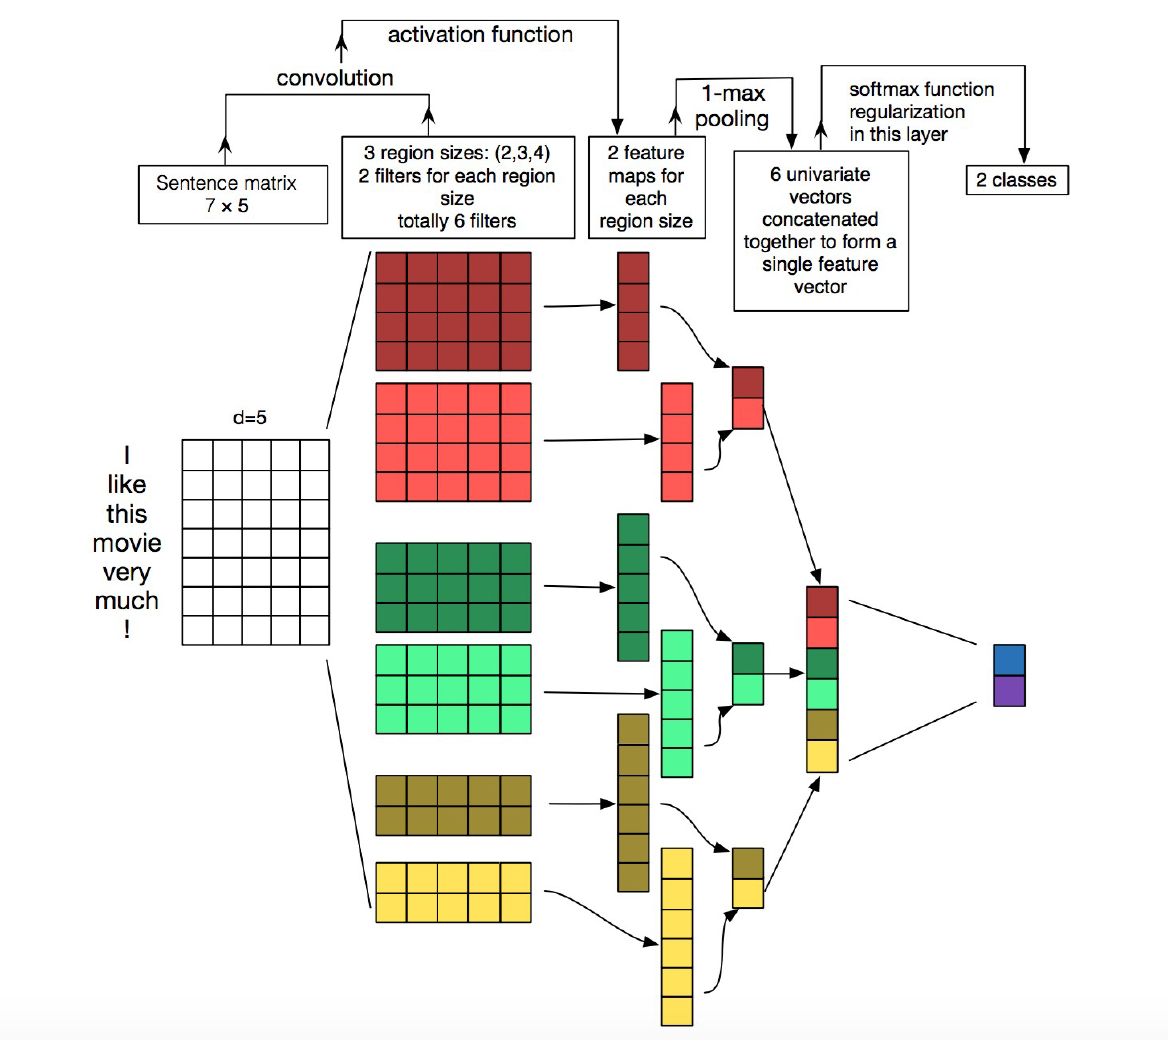 activation function
convolution
1-max
pooling
softmax function
regularization
in this layer
Sentence matrix
7 × 5
3 region sizes: (2,3,4)
2 filters for each region
size
totally 6 filters
2 feature
maps for
each
region size
6 univariate
vectors
concatenated
together to form a
single feature
vector
2 classes
d=5
I
like
this
movie
very
much
!